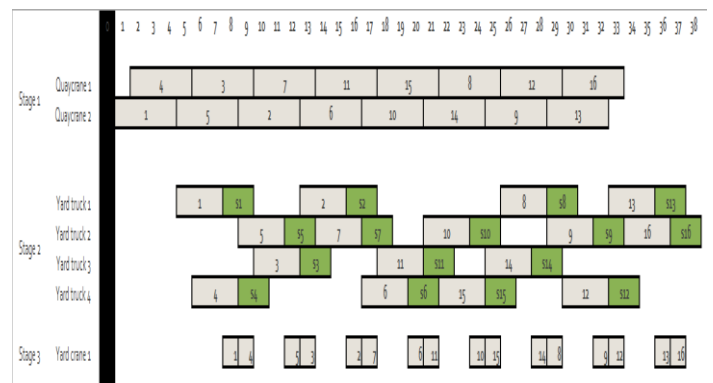 0 1 2 3 4 5 6 7 8 9 10 11 12 13 14 15 16 17 18 19 20 21 22 23 24 25 26 27 28 29 30 31 32 33 34 35 36 37 38
Stage 1
Quaycrane 1 4 3 7 11 15 8 12 16
Quaycrane 2 1 5 2 6 10 14 9 13
Stage 2
Yard truck 1 1 s1 2 s2 8 s8 13 s13
Yard truck 2 5 s5 7 s7 10 s10 9 s9 16 s16
Yard truck 3 3 s3 11 s11 14 s14
Yard truck 4 4 s4 6 s6 15 s15 12 s12
Stage 3 Yard crane 1 1 4 5 3 2 7 6 11 10 15 14 8 9 12 13 16